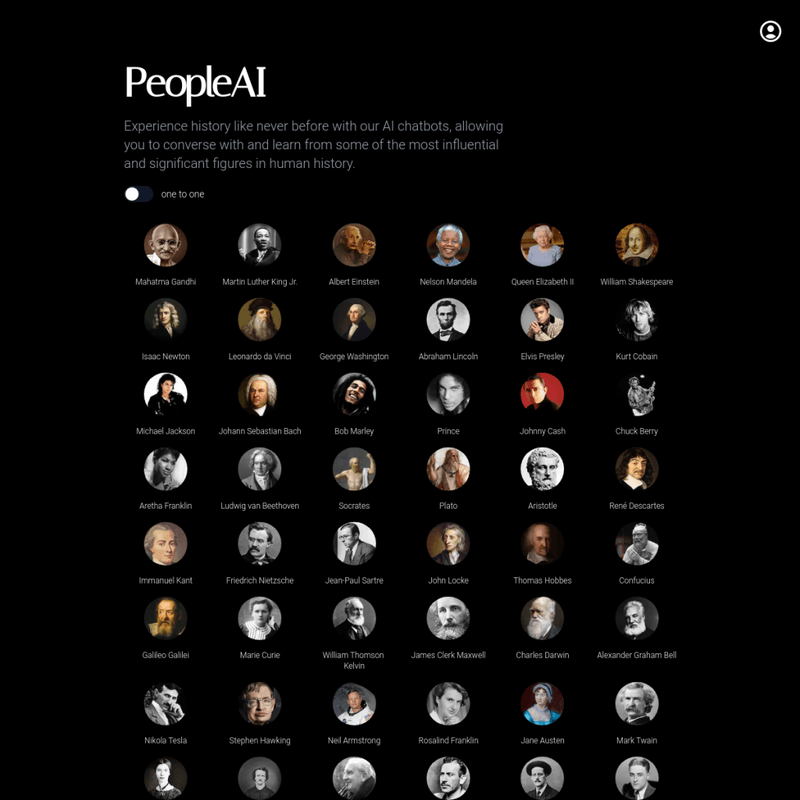 PeopleAI
Experience history like never before with our AI chatbots, allowing
you to converse with and learn from some of the most influential
and significant figures in human history.
one to one
Mahatma Gandhi
Martin Luther King Jr.
Albert Einstein
Nelson Mandela
Queen Elizabeth II
William Shakespeare
Isaac Newton
Leonardo da Vinci
George Washington
Abraham Lincoln
Elvis Presley
Kurt Cobain
Michael Jackson
Johann Sebastian Bach
Bob Marley
Prince
Johnny Cash
Chuck Berry
Aretha Franklin
Ludwig van Beethoven
Socrates
Plato
Aristotle
René Descartes
Immanuel Kant
Friedrich Nietzsche
Jean-Paul Sartre
John Locke
Thomas Hobbes
Confucius
Galileo Galilei
Marie Curie
William Thomson
Kelvin
James Clerk Maxwell
Charles Darwin
Alexander Graham Bell
Nikola Tesla
Stephen Hawking
Neil Armstrong
Rosalind Franklin
Jane Austen
Mark Twain